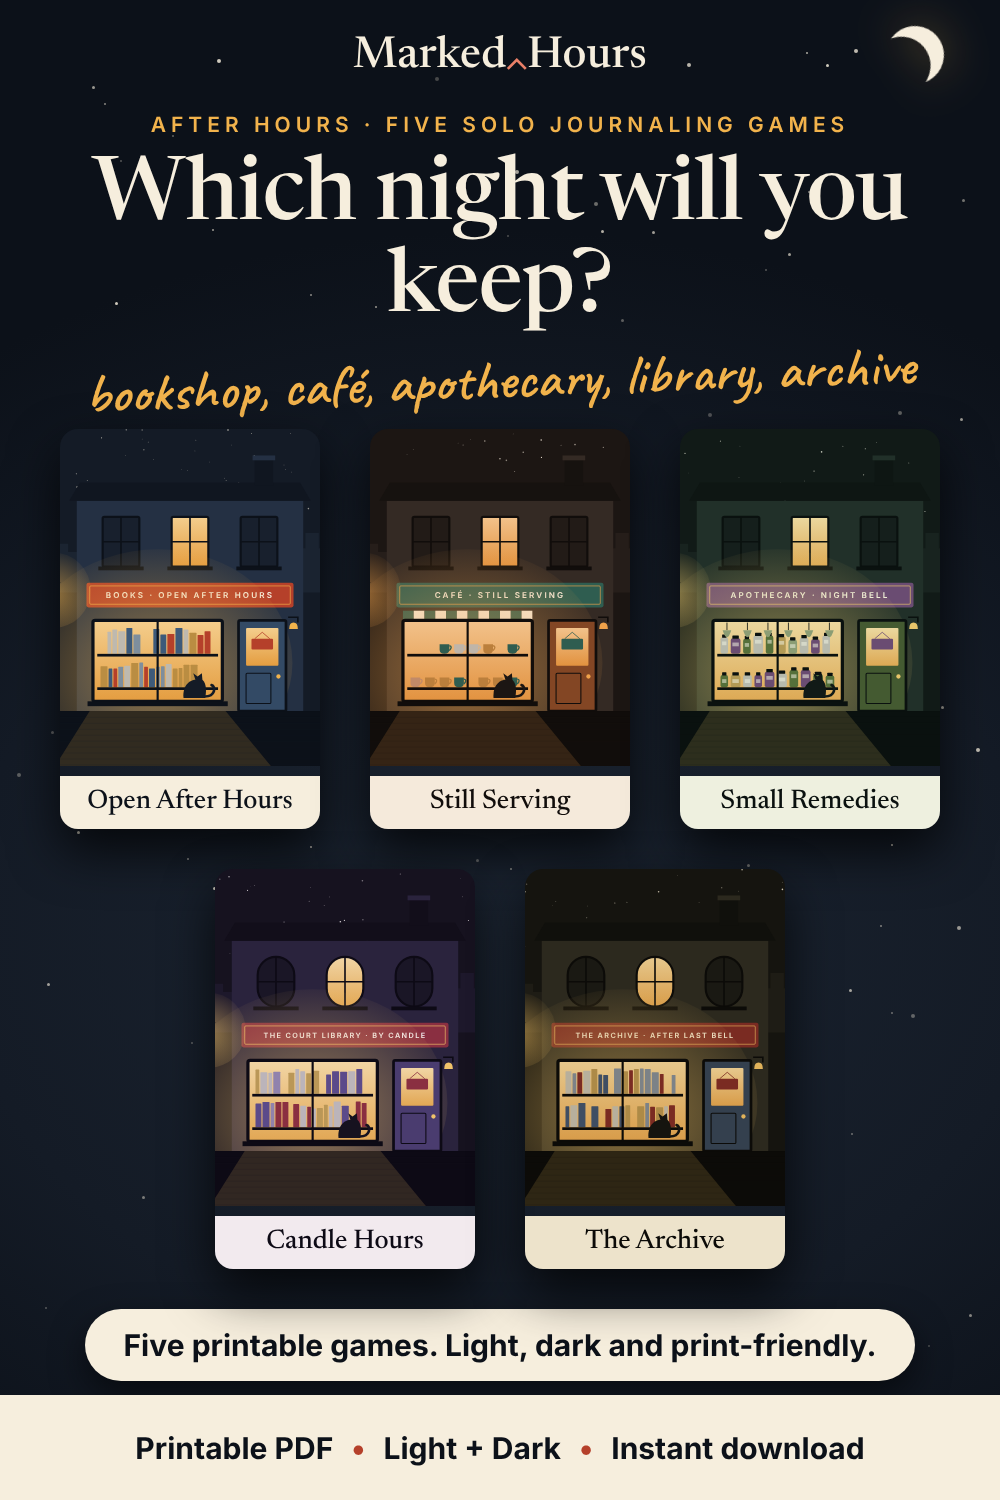 Marked‸Hours
AFTER HOURS · FIVE SOLO JOURNALING GAMES
Which night will you
keep?
bookshop, café, apothecary, library, archive
BOOKS · OPEN AFTER HOURS
CAFÉ · STILL SERVING
APOTHECARY · NIGHT BELL
Open After Hours
Still Serving
Small Remedies
THE COURT LIBRARY · BY CANDLE
THE ARCHIVE · AFTER LAST BELL
Candle Hours
The Archive
Five printable games. Light, dark and print-friendly.
Printable PDF • Light + Dark • Instant download